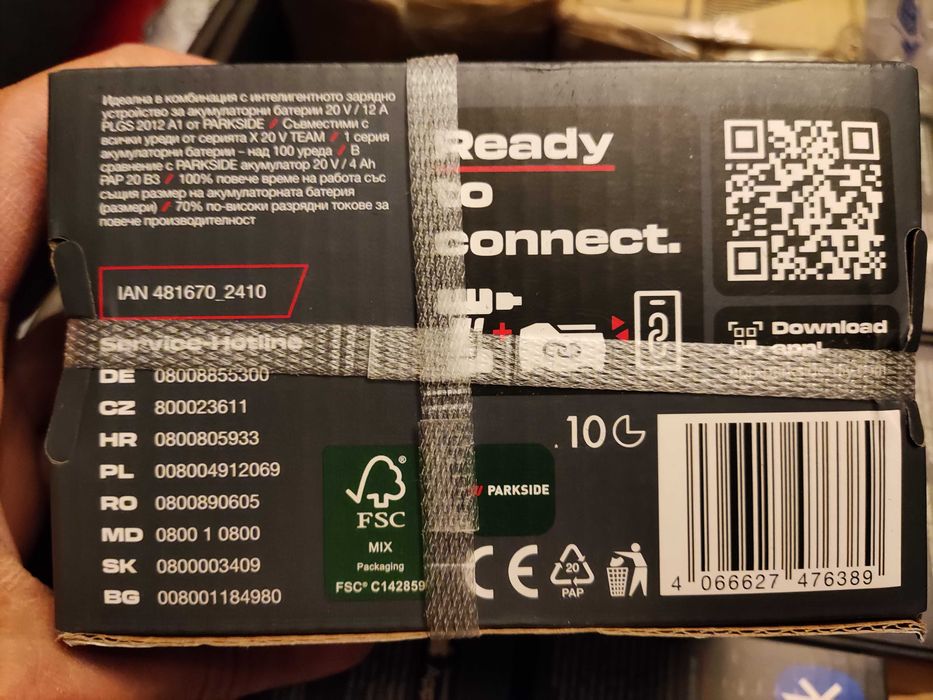 Идеална в комбинация с интелигентното зарядно
устройство за акумулаторни батерии 20 V / 12 A
PLGS 2012 A1 от PARKSIDE // Съвместими с
всички уреди от серията X 20 V TEAM // 1 серия
акумулаторни батерии – над 100 уреда // В
сравнение с PARKSIDE акумулатор 20 V / 4 Ah
PAP 20 B3 // 100% повече време на работа със
същия размер на акумулаторната батерия
(размери) // 70% по-високи разрядни токове за
повече производителност
IAN 481670_2410
Service-Hotline
DE 08008855300
CZ 800023611
HR 0800805933
PL 008004912069
RO 0800890605
MD 0800 1 0800
SK 0800003409
BG 008001184980
FSC
MIX
Packaging
FSC® C142859
Ready
to
connect.
Download
app!
.10
PARKSIDE
CE
20
PAP
4 066627 476389